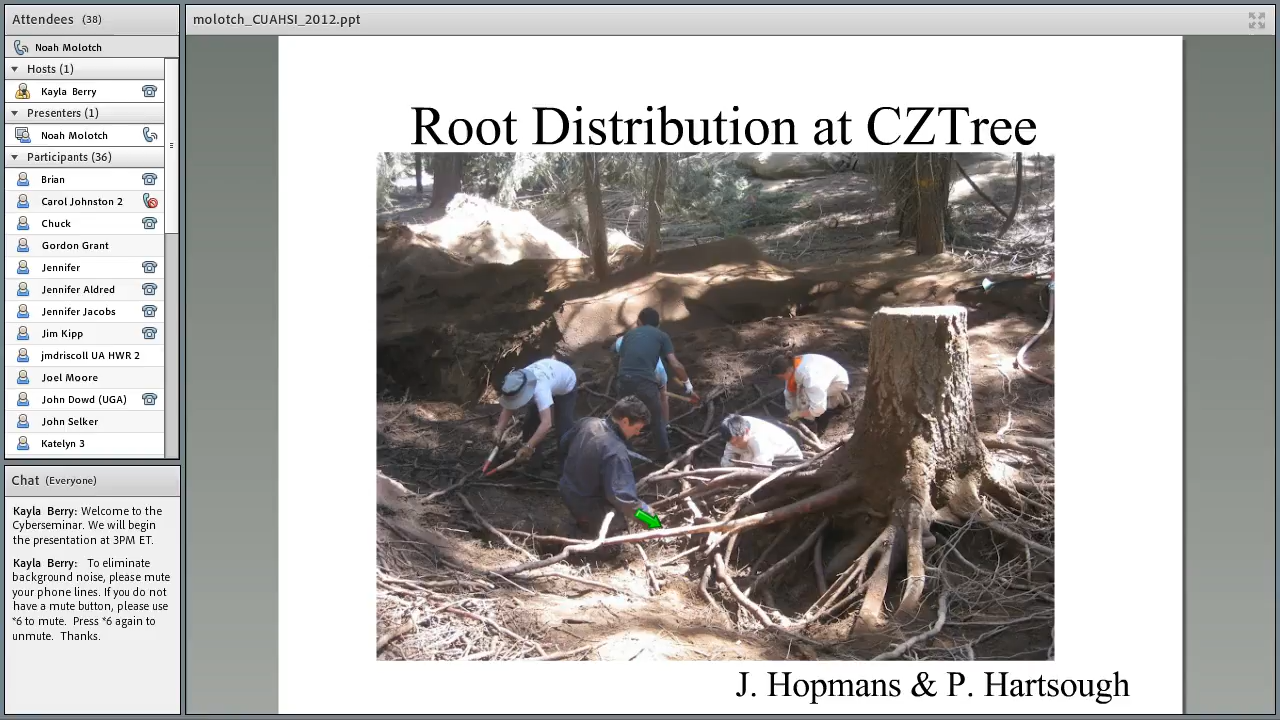 Attendees (38)
Noah Molotch
Hosts (1)
Kayla Berry
Presenters (1)
Noah Molotch
Participants (36)
Brian
Carol Johnston 2
Chuck
Gordon Grant
Jennifer
Jennifer Aldred
Jennifer Jacobs
Jim Kipp
jmdriscoll UA HWR 2
Joel Moore
John Dowd (UGA)
John Selker
Katelyn 3
Chat (Everyone)
Kayla Berry: Welcome to the
Cyberseminar. We will begin
the presentation at 3PM ET.
Kayla Berry: To eliminate
background noise, please mute
your phone lines. If you do not
have a mute button, please use
*6 to mute. Press *6 again to
unmute. Thanks.
molotch_CUAHSI_2012.ppt
Root Distribution at CZTree
J. Hopmans & P. Hartsough